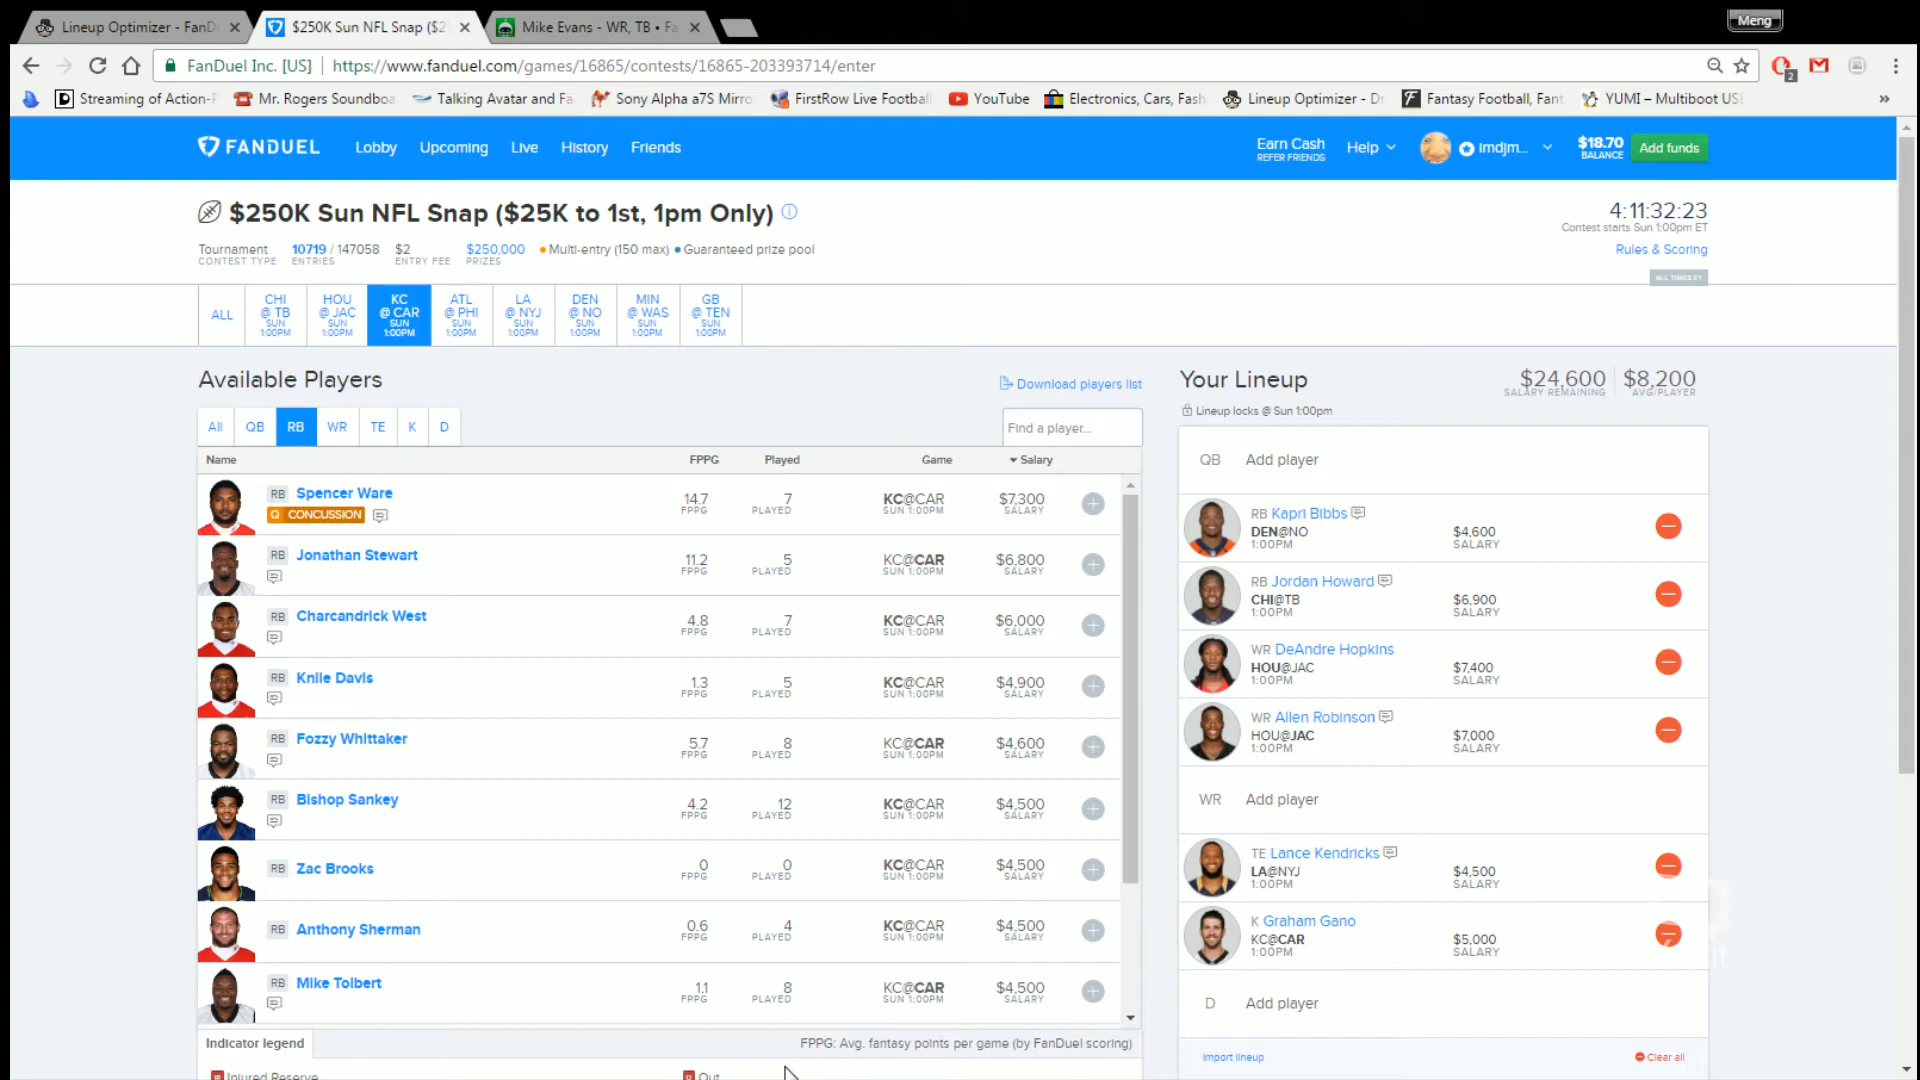 Meng
Lineup Optimizer - FanD
$250K Sun NFL Snap ($2
Mike Evans - WR, TB • Fa
FanDuel Inc. [US] | https://www.fanduel.com/games/16865/contests/16865-203393714/enter
2
Streaming of Action-F
Mr. Rogers Soundboa
Talking Avatar and Fa
Sony Alpha a7S Mirro
FirstRow Live Football
YouTube
Electronics, Cars, Fash
Lineup Optimizer - Dr
Fantasy Football, Fant
YUMI – Multiboot USB
FANDUEL
Lobby Upcoming Live History Friends
Earn Cash
REFER FRIENDS
Help
imdjm...
$18.70
BALANCE
Add funds
$250K Sun NFL Snap ($25K to 1st, 1pm Only)
4:11:32:23
Contest starts Sun 1:00pm ET
Rules & Scoring
Tournament 10719 / 147058 $2 $250,000 Multi-entry (150 max) Guaranteed prize pool
CONTEST TYPE ENTRIES ENTRY FEE PRIZES
ALL TIMES ET
ALL
CHI @ TB SUN 1:00PM
HOU @ JAC SUN 1:00PM
KC @ CAR SUN 1:00PM
ATL @ PHI SUN 1:00PM
LA @ NYJ SUN 1:00PM
DEN @ NO SUN 1:00PM
MIN @ WAS SUN 1:00PM
GB @ TEN SUN 1:00PM
Available Players
Download players list
All QB RB WR TE K D
Find a player...
Name FPPG Played Game Salary
RB Spencer Ware 14.7 7 KC@CAR $7,300
Q CONCUSSION FPPG PLAYED SUN 1:00PM SALARY
RB Jonathan Stewart 11.2 5 KC@CAR $6,800
FPPG PLAYED SUN 1:00PM SALARY
RB Charcandrick West 4.8 7 KC@CAR $6,000
FPPG PLAYED SUN 1:00PM SALARY
RB Knile Davis 1.3 5 KC@CAR $4,900
FPPG PLAYED SUN 1:00PM SALARY
RB Fozzy Whittaker 5.7 8 KC@CAR $4,600
FPPG PLAYED SUN 1:00PM SALARY
RB Bishop Sankey 4.2 12 KC@CAR $4,500
FPPG PLAYED SUN 1:00PM SALARY
RB Zac Brooks 0 0 KC@CAR $4,500
FPPG PLAYED SUN 1:00PM SALARY
RB Anthony Sherman 0.6 4 KC@CAR $4,500
FPPG PLAYED SUN 1:00PM SALARY
RB Mike Tolbert 1.1 8 KC@CAR $4,500
FPPG PLAYED SUN 1:00PM SALARY
Indicator legend
FPPG: Avg. fantasy points per game (by FanDuel scoring)
Injured Reserve
O Out
Your Lineup
$24,600 $8,200
SALARY REMAINING AVG/PLAYER
Lineup locks @ Sun 1:00pm
QB Add player
RB Kapri Bibbs
DEN@NO $4,600
1:00PM SALARY
RB Jordan Howard
CHI@TB $6,900
1:00PM SALARY
WR DeAndre Hopkins
HOU@JAC $7,400
1:00PM SALARY
WR Allen Robinson
HOU@JAC $7,000
1:00PM SALARY
WR Add player
TE Lance Kendricks
LA@NYJ $4,500
1:00PM SALARY
K Graham Gano
KC@CAR $5,000
1:00PM SALARY
D Add player
Import lineup
Clear all